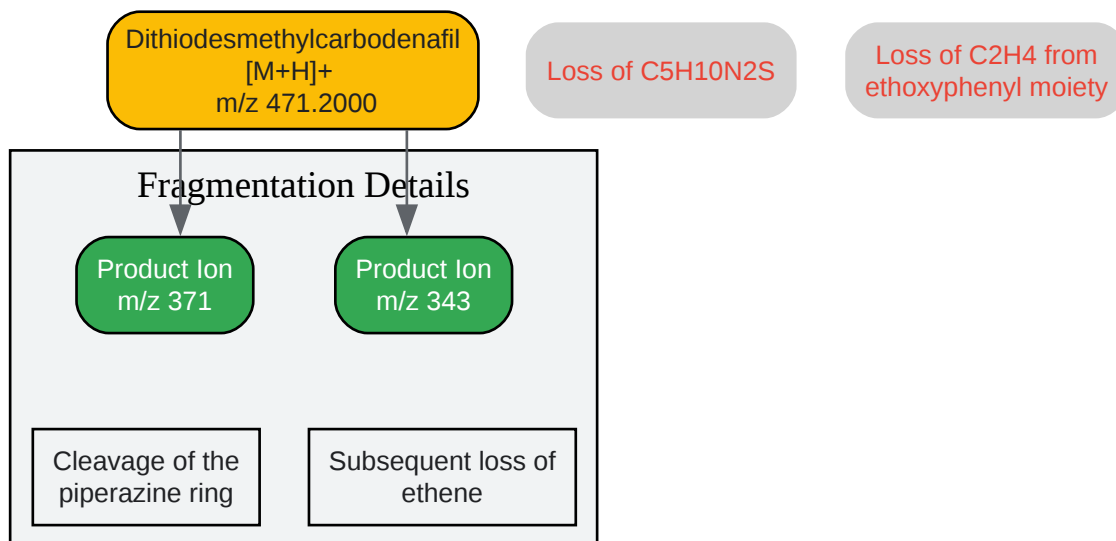 Dithiodesmethylcarbodenafil
[M+H]+
m/z 471.2000
Loss of C5H10N2S
Loss of C2H4 from
ethoxyphenyl moiety
Fragmentation Details
Product Ion
m/z 371
Product Ion
m/z 343
Cleavage of the
piperazine ring
Subsequent loss of
ethene